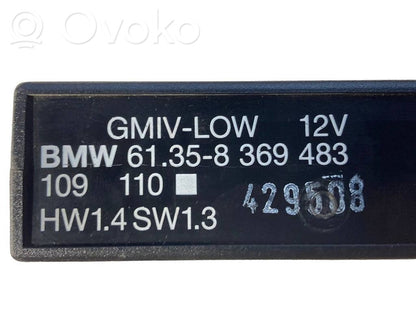 © OVOKO
GMIV-LOW 12V
BMW 61.35-8 369 483
109 110
HW1.4 SW1.3
429508